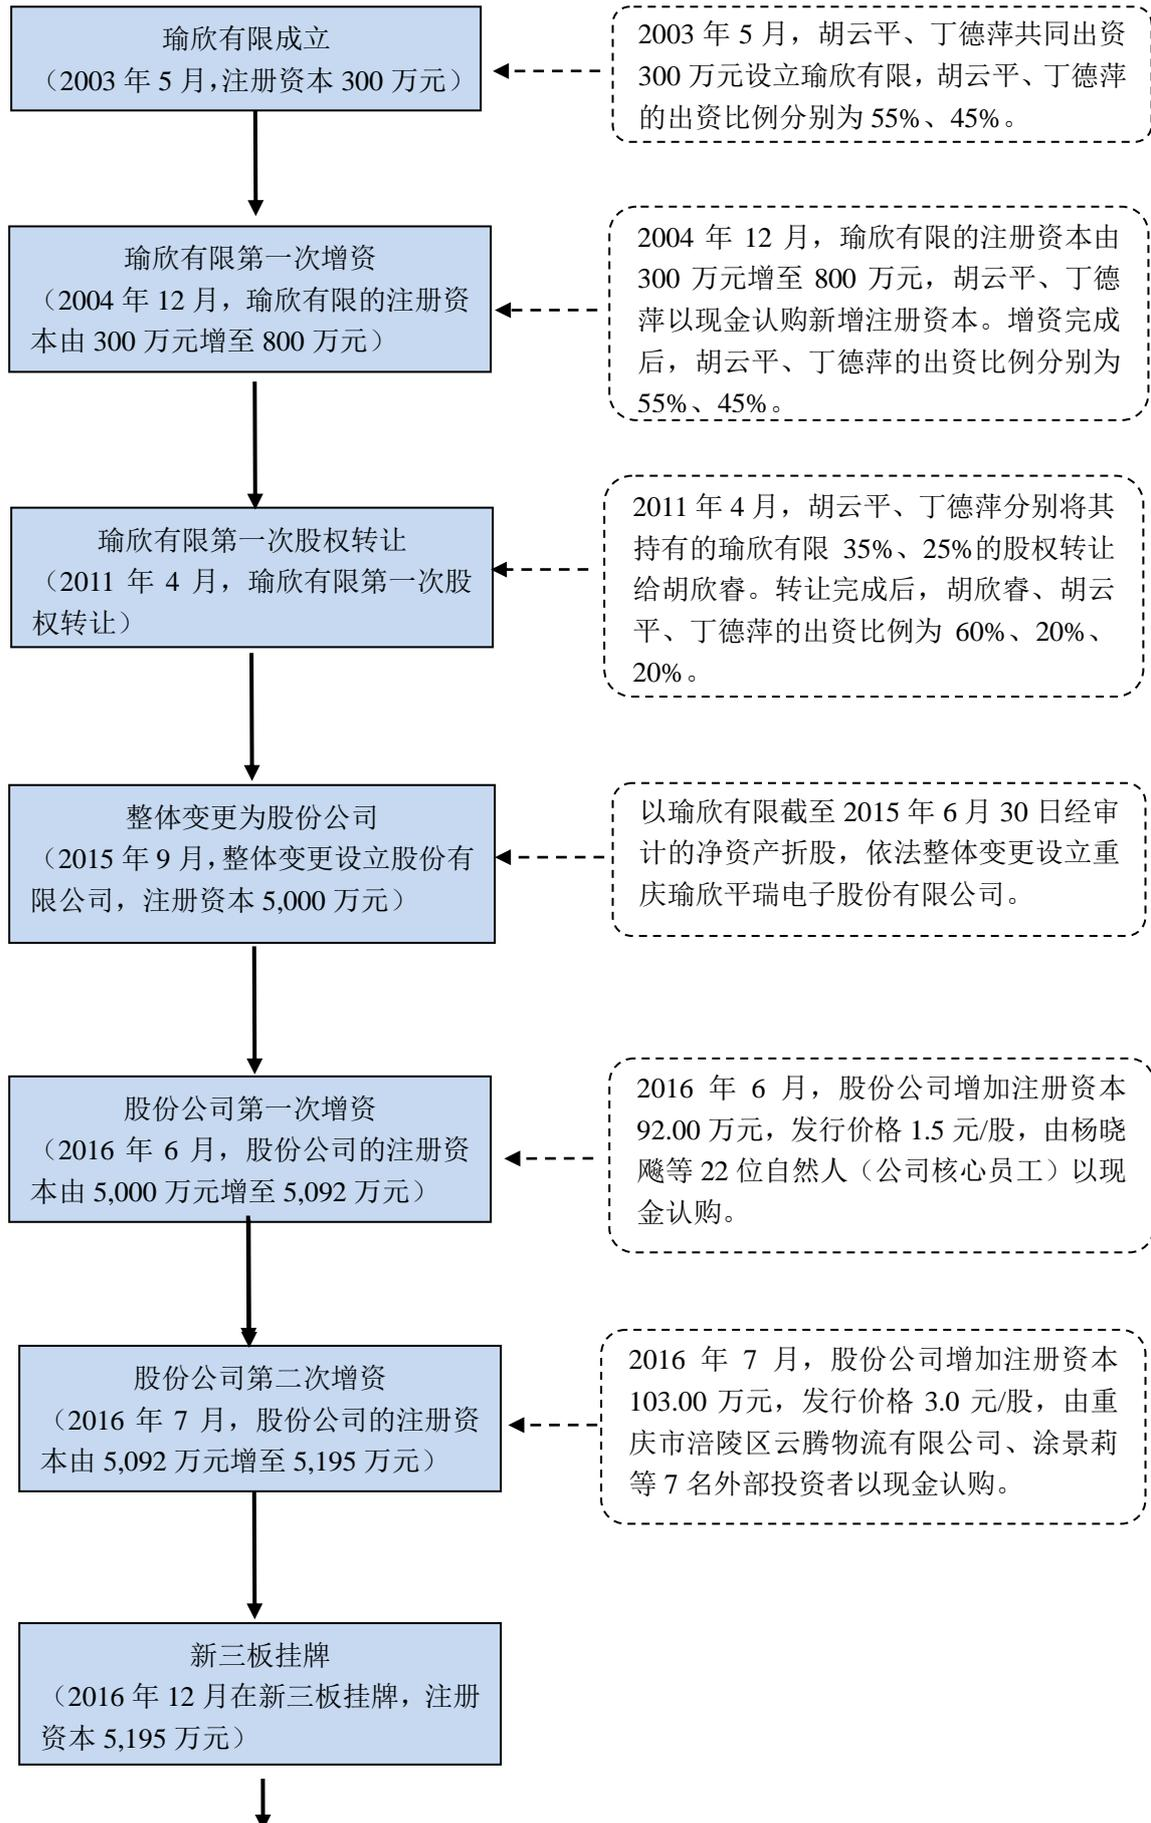 瑜欣有限成立
（2003 年 5 月，注册资本 300 万元）
2003 年 5 月，胡云平、丁德萍共同出资
300 万元设立瑜欣有限，胡云平、丁德萍
的出资比例分别为 55%、45%。
瑜欣有限第一次增资
（2004 年 12 月，瑜欣有限的注册资
本由 300 万元增至 800 万元）
2004 年 12 月，瑜欣有限的注册资本由
300 万元增至 800 万元，胡云平、丁德
萍以现金认购新增注册资本。增资完成
后，胡云平、丁德萍的出资比例分别为
55%、45%。
瑜欣有限第一次股权转让
（2011 年 4 月，瑜欣有限第一次股
权转让）
2011 年 4 月，胡云平、丁德萍分别将其
持有的瑜欣有限 35%、25%的股权转让
给胡欣睿。转让完成后，胡欣睿、胡云
平、丁德萍的出资比例为 60%、20%、
20%。
整体变更为股份公司
（2015 年 9 月，整体变更设立股份有
限公司，注册资本 5,000 万元）
以瑜欣有限截至 2015 年 6 月 30 日经审
计的净资产折股，依法整体变更设立重
庆瑜欣平瑞电子股份有限公司。
股份公司第一次增资
（2016 年 6 月，股份公司的注册资
本由 5,000 万元增至 5,092 万元）
2016 年 6 月，股份公司增加注册资本
92.00 万元，发行价格 1.5 元/股，由杨晓
飚等 22 位自然人（公司核心员工）以现
金认购。
股份公司第二次增资
（2016 年 7 月，股份公司的注册资
本由 5,092 万元增至 5,195 万元）
2016 年 7 月，股份公司增加注册资本
103.00 万元，发行价格 3.0 元/股，由重
庆市涪陵区云腾物流有限公司、涂景莉
等 7 名外部投资者以现金认购。
新三板挂牌
（2016 年 12 月在新三板挂牌，注册
资本 5,195 万元）